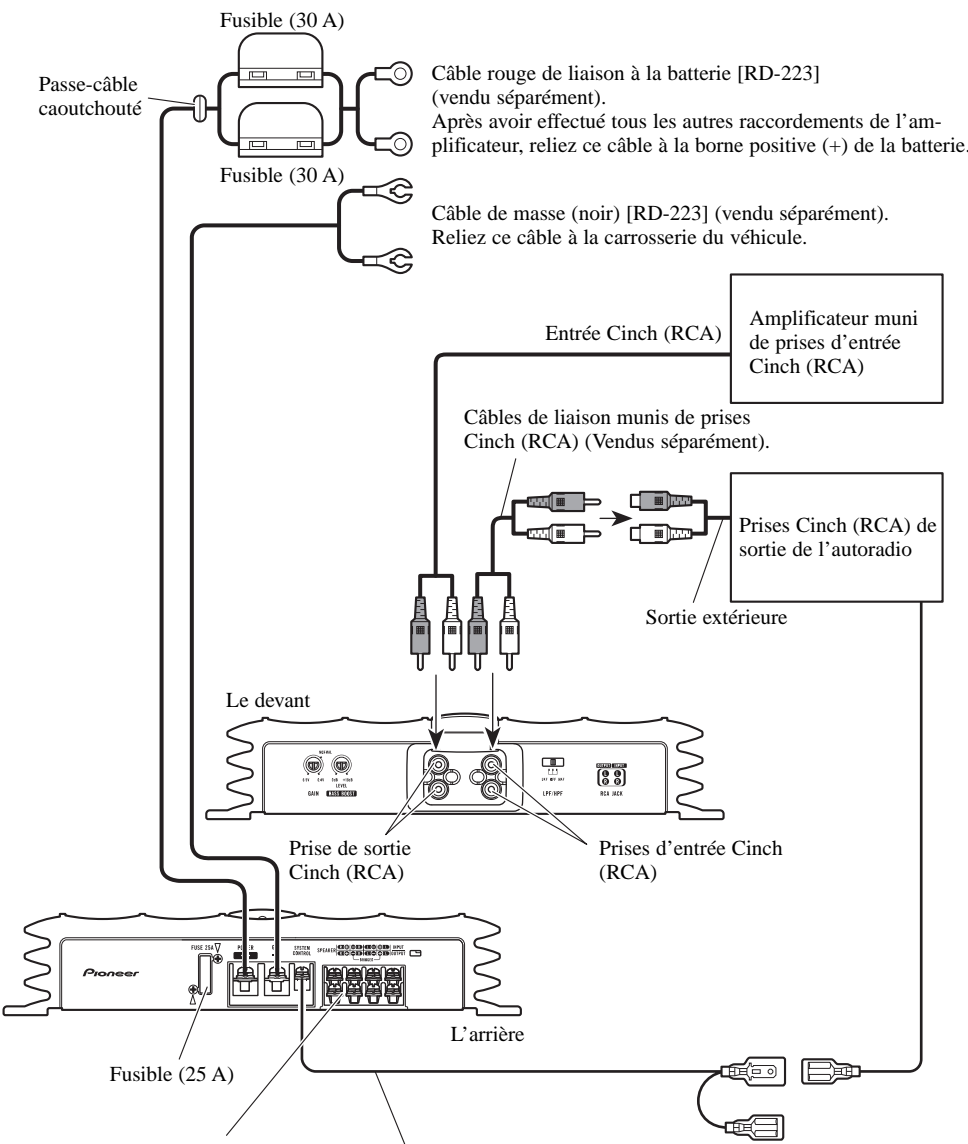 Fusible (30 A)
Passe-câble
caoutchouté
Câble rouge de liaison à la batterie [RD-223]
(vendu séparément).
Après avoir effectué tous les autres raccordements de l'am-
plificateur, reliez ce câble à la borne positive (+) de la batterie.
Fusible (30 A)
Câble de masse (noir) [RD-223] (vendu séparément).
Reliez ce câble à la carrosserie du véhicule.
Entrée Cinch (RCA)
Amplificateur muni
de prises d'entrée
Cinch (RCA)
Câbles de liaison munis de prises
Cinch (RCA) (Vendus séparément).
Prises Cinch (RCA) de
sortie de l'autoradio
Sortie extérieure
Le devant
NORMAL
LEVEL
GAIN BASS BOOST
LPF/HPF
OUTPUT INPUT
L L
R R
RCA JACK
Prise de sortie
Cinch (RCA)
Prises d'entrée Cinch
(RCA)
FUSE 25A
POWER
SYSTEM
CONTROL
SPEAKER
INPUT
OUTPUT
Pioneer
L'arrière
Fusible (25 A)